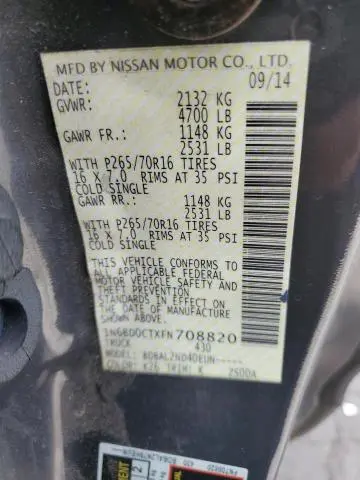 MFD BY NISSAN MOTOR CO., LTD.
DATE: 09/14
GVWR: 2132 KG
4700 LB
GAWR FR.: 1148 KG
2531 LB
WITH P265/70R16 TIRES
16 X 7.0 RIMS AT 35 PSI
COLD SINGLE
GAWR RR.: 1148 KG
2531 LB
WITH P265/70R16 TIRES
16 X 7.0 RIMS AT 35 PSI
COLD SINGLE
THIS VEHICLE CONFORMS TO
ALL APPLICABLE FEDERAL
MOTOR VEHICLE SAFETY
STANDARDS IN EFFECT ON
THE DATE OF MANUFACTURE
SHOWN ABOVE.
1N6BD0CTXFN708820
TRUCK 430
MODEL: BDBALZND4DEUN-----
COLOR: K26 TRIM: K 2500A